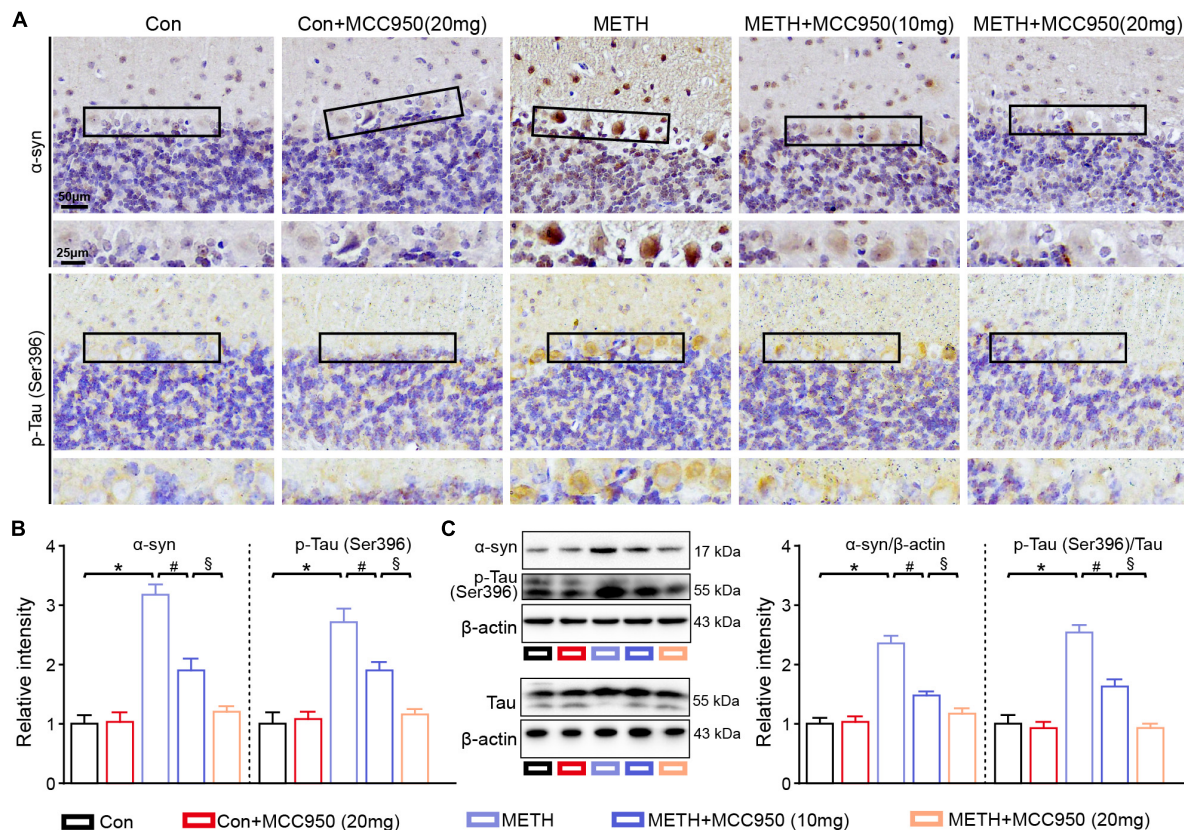 A
Con
Con+MCC950(20mg)
METH
METH+MCC950(10mg)
METH+MCC950(20mg)
α-syn
50μm
25μm
p-Tau (Ser396)
B
Relative intensity
4
3
2
1
0
α-syn
p-Tau (Ser396)
*
#
§
*
#
§
C
α-syn
17 kDa
p-Tau
(Ser396)
55 kDa
β-actin
43 kDa
Tau
55 kDa
β-actin
43 kDa
Relative intensity
4
3
2
1
0
α-syn/β-actin
p-Tau (Ser396)/Tau
*
#
§
*
#
§
Con
Con+MCC950 (20mg)
METH
METH+MCC950 (10mg)
METH+MCC950 (20mg)